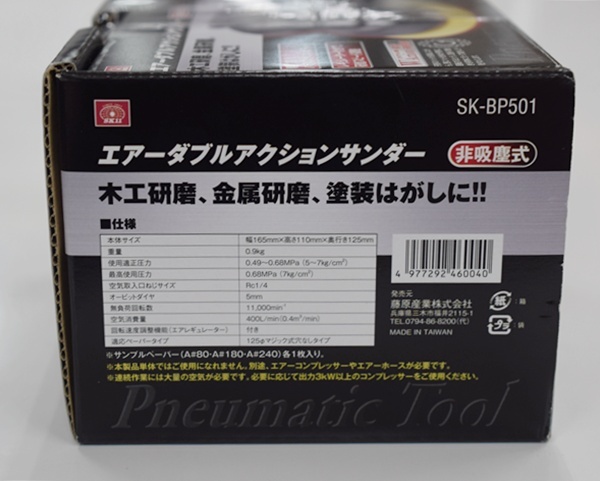 SK11
SK-BP501
エアーダブルアクションサンダー 非吸塵式
木工研磨、金属研磨、塗装はがしに!!
■仕様
本体サイズ 幅165mm×高さ110mm×奥行き125mm
重量 0.9kg
使用適正圧力 0.49〜0.68MPa（5〜7kg/cm²）
最高使用圧力 0.68MPa（7kg/cm²）
空気取入口ねじサイズ Rc1/4
オービットダイヤ 5mm
無負荷回転数 11,000min⁻¹
空気消費量 400L/min（0.4m³/min）
回転速度調整機能（エアレギュレーター） 付き
適応ペーパータイプ 125φマジック式穴なしタイプ
※サンプルペーパー（A#80・A#180・A#240）各1枚入り。
※本製品単体ではご使用になれません。別途、エアーコンプレッサーやエアーホースが必要です。
※連続作業には大量の空気が必要です。必要に応じて出力3kW以上のコンプレッサーをご使用ください。
4 977292 460040
発売元
藤原産業株式会社
兵庫県三木市福井2115-1
TEL.0794-86-8200（代）
MADE IN TAIWAN
紙 :箱
プラ :袋
Pneumatic Tool